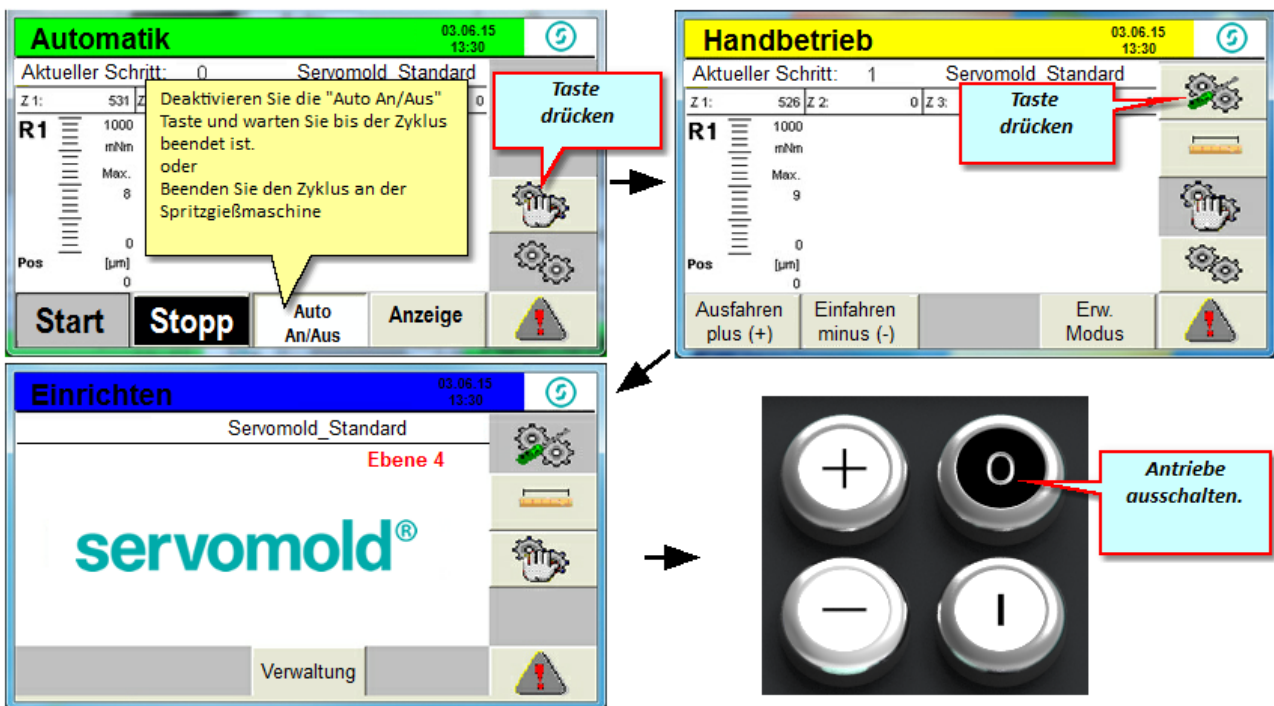 Automatik
03.06.15
13:30
Aktueller Schritt: 0 Servomold_Standard
Z 1: 531 Z 0
Deaktivieren Sie die "Auto An/Aus"
Taste und warten Sie bis der Zyklus
beendet ist.
oder
Beenden Sie den Zyklus an der
Spritzgießmaschine
Taste
drücken
R1
1000
mNm
Max.
8
0
Pos [µm]
0
Start
Stopp
Auto
An/Aus
Anzeige
Handbetrieb
03.06.15
13:30
Aktueller Schritt: 1 Servomold_Standard
Z 1: 526 Z 2: 0 Z 3:
Taste
drücken
R1
1000
mNm
Max.
9
0
Pos [µm]
0
Ausfahren
plus (+)
Einfahren
minus (-)
Erw.
Modus
Einrichten
03.06.15
13:30
Servomold_Standard
Ebene 4
servomold®
Verwaltung
+
O
–
I
Antriebe
ausschalten.